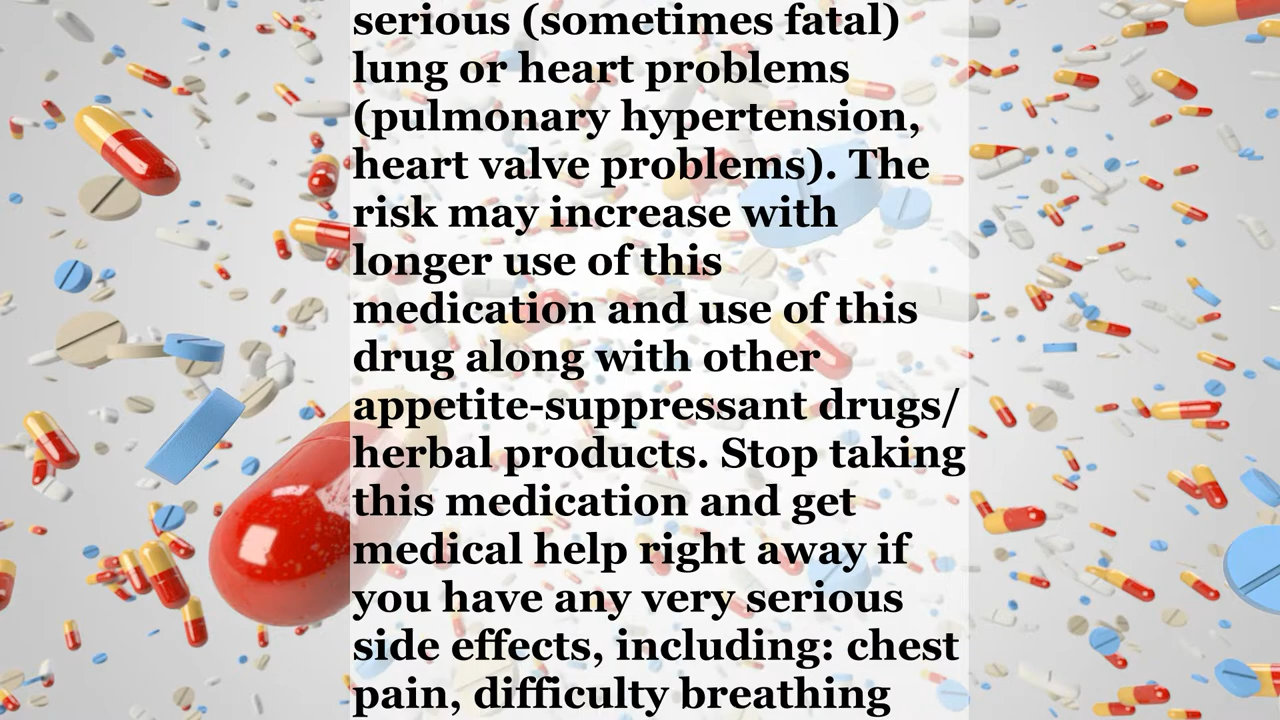 serious (sometimes fatal)
lung or heart problems
(pulmonary hypertension,
heart valve problems). The
risk may increase with
longer use of this
medication and use of this
drug along with other
appetite-suppressant drugs/
herbal products. Stop taking
this medication and get
medical help right away if
you have any very serious
side effects, including: chest
pain, difficulty breathing